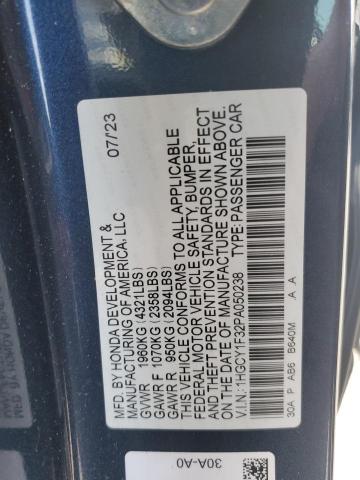 07/23
MFD. BY HONDA DEVELOPMENT &
MANUFACTURING OF AMERICA, LLC
GVWR 1960KG (4321LBS)
GAWR F 1070KG (2358LBS)
GAWR R 950KG (2094LBS)
THIS VEHICLE CONFORMS TO ALL APPLICABLE
FEDERAL MOTOR VEHICLE SAFETY, BUMPER,
AND THEFT PREVENTION STANDARDS IN EFFECT
ON THE DATE OF MANUFACTURE SHOWN ABOVE.
V.I.N.:1HGCY1F32PA050238 TYPE:PASSENGER CAR
30A P AB6 B640M A A
30A-A0